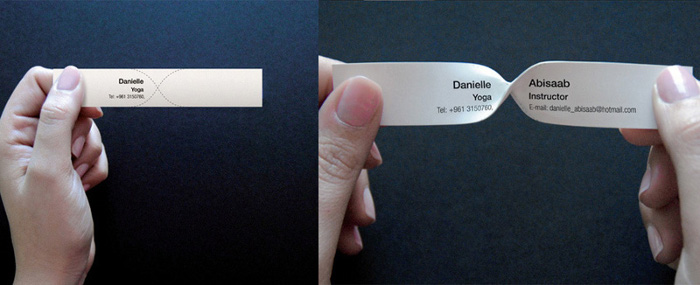 Danielle
Yoga
Tel: +961 3150760.
Danielle
Yoga
Tel: +961 3150760.
Abisaab
Instructor
E-mail: danielle_abisaab@hotmail.com